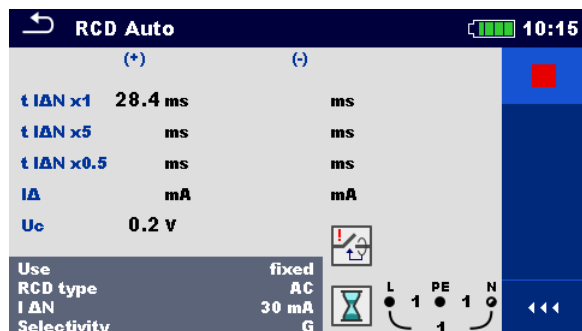 RCD Auto 10:15
(+) (-)
t IΔN x1 28.4 ms ms
t IΔN x5 ms ms
t IΔN x0.5 ms ms
IΔ mA mA
Uc 0.2 V
!
Use fixed
RCD type AC
I ΔN 30 mA
Selectivity G
L PE N
1 1
1